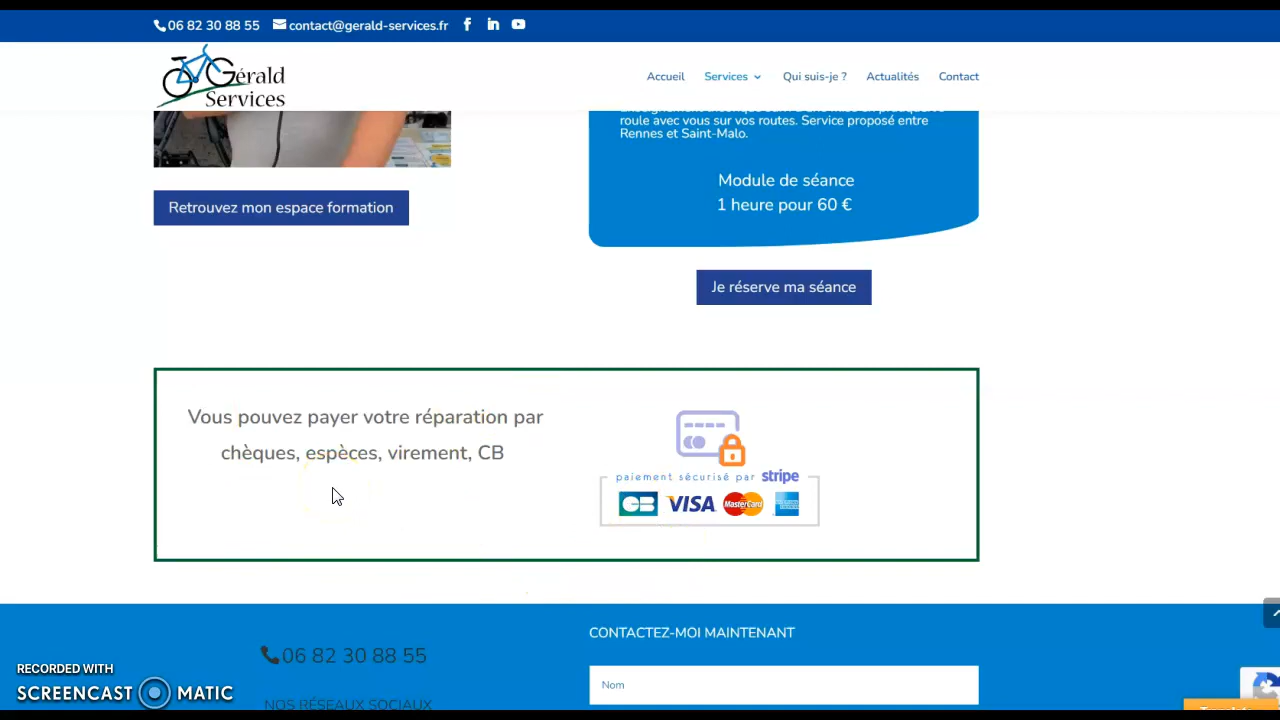 06 82 30 88 55 contact@gerald-services.fr
Gérald
Services
Accueil Services Qui suis-je ? Actualités Contact
roule avec vous sur vos routes. Service proposé entre
Rennes et Saint-Malo.
Module de séance
1 heure pour 60 €
Retrouvez mon espace formation
Je réserve ma séance
Vous pouvez payer votre réparation par
chèques, espèces, virement, CB
paiement sécurisé par stripe
CB VISA MasterCard
CONTACTEZ-MOI MAINTENANT
06 82 30 88 55
Nom
NOS RÉSEAUX SOCIAUX
RECORDED WITH
SCREENCAST MATIC